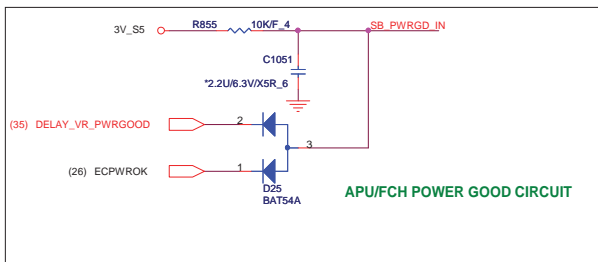 3V_S5
R855
10K/F_4
SB_PWRGD_IN
C1051
*2.2U/6.3V/X5R_6
(35) DELAY_VR_PWRGOOD
2
3
(26) ECPWROK
1
D25
BAT54A
APU/FCH POWER GOOD CIRCUIT